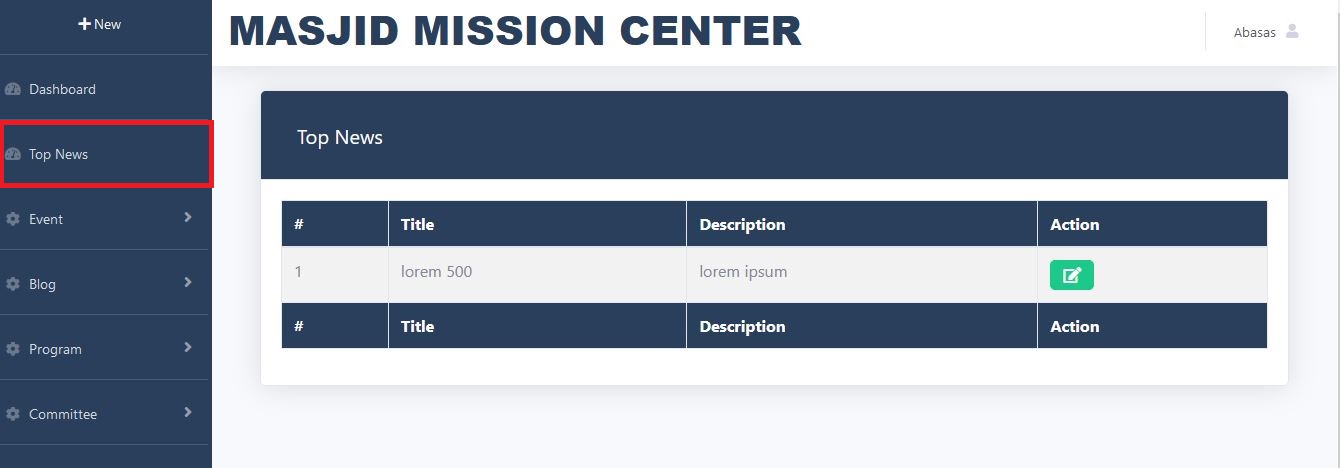 New
MASJID MISSION CENTER
Abasas
Dashboard
Top News
Event
Blog
Program
Committee
Top News
# Title Description Action
1 lorem 500 lorem ipsum
# Title Description Action